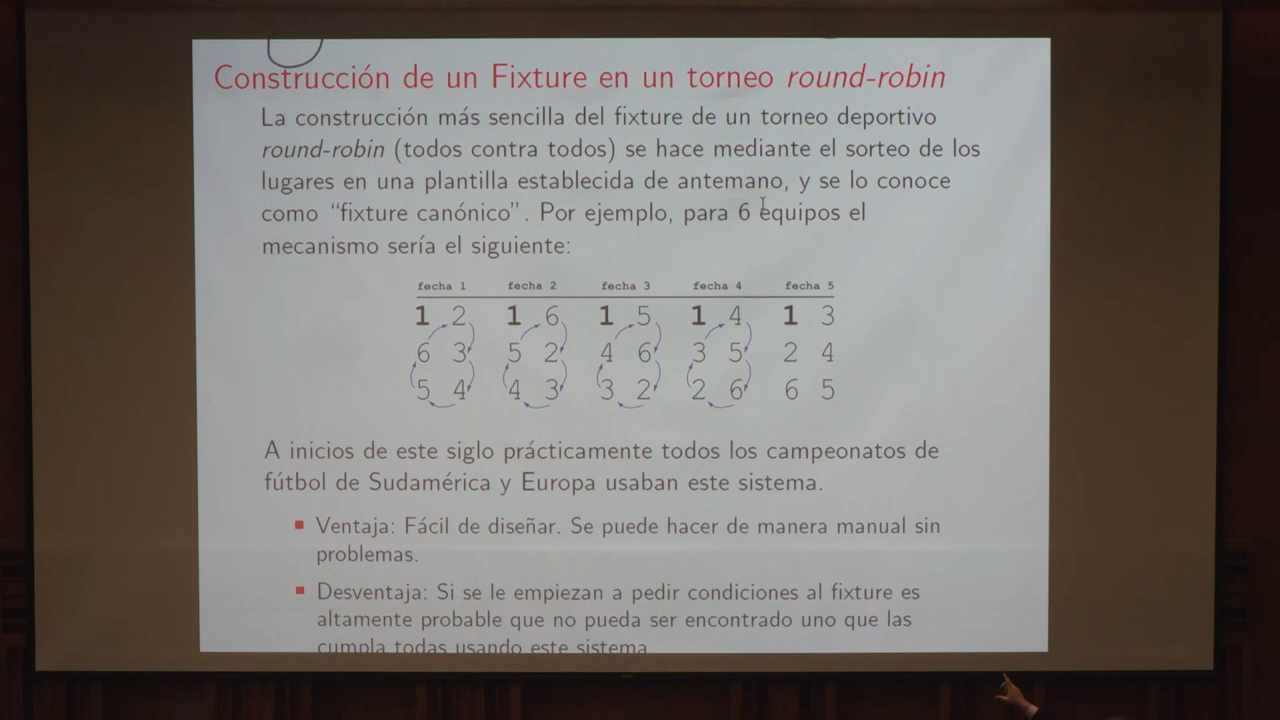 Construcción de un Fixture en un torneo round-robin
La construcción más sencilla del fixture de un torneo deportivo
round-robin (todos contra todos) se hace mediante el sorteo de los
lugares en una plantilla establecida de antemano, y se lo conoce
como “fixture canónico”. Por ejemplo, para 6 equipos el
mecanismo sería el siguiente:
fecha 1 fecha 2 fecha 3 fecha 4 fecha 5
1 2 1 6 1 5 1 4 1 3
6 3 5 2 4 6 3 5 2 4
5 4 4 3 3 2 2 6 6 5
A inicios de este siglo prácticamente todos los campeonatos de
fútbol de Sudamérica y Europa usaban este sistema.
Ventaja: Fácil de diseñar. Se puede hacer de manera manual sin
problemas.
Desventaja: Si se le empiezan a pedir condiciones al fixture es
altamente probable que no pueda ser encontrado uno que las
cumpla todas usando este sistema